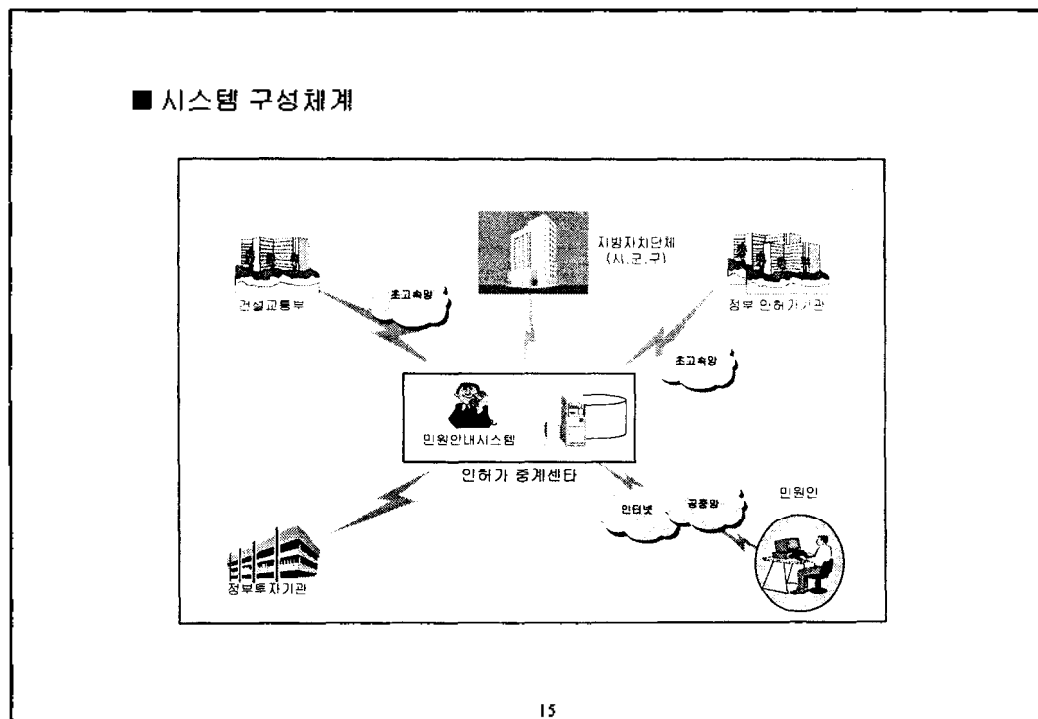 ■ 시스템 구성체계
지방자치단체
(시.군.구)
건설교통부
초고속망
정부 인허가기관
초고속망
민원안내시스템
인허가 중계센타
인터넷
공중망
민원인
정부투자기관
15